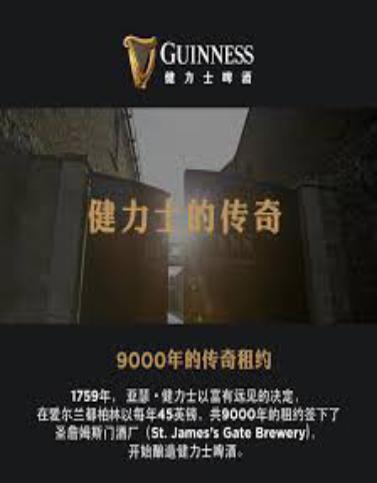 GUINNESS
健力士啤酒
健力士的传奇
9000年的传奇租约
1759年，亚瑟·健力士以富有远见的决定，
在爱尔兰都柏林以每年45英镑、共9000年的租约签下了
圣詹姆斯门酒厂（St. James's Gate Brewery），
开始酿造健力士啤酒。